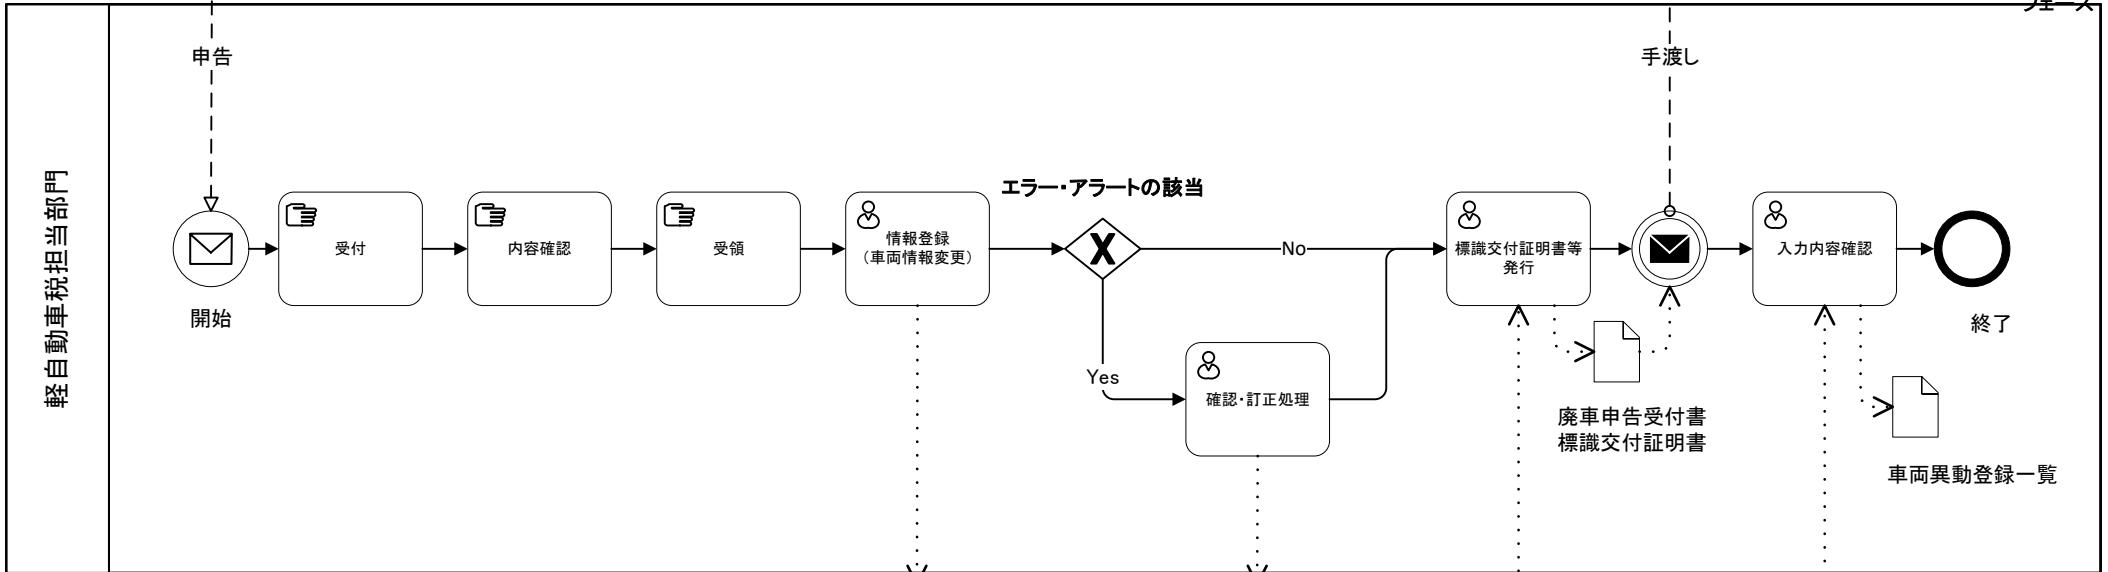 フェーズ
申告
手渡し
軽自動車税担当部門
エラー・アラートの該当
受付
内容確認
受領
情報登録
（車両情報変更）
No
標識交付証明書等
発行
入力内容確認
開始
終了
Yes
確認・訂正処理
廃車申告受付書
標識交付証明書
車両異動登録一覧